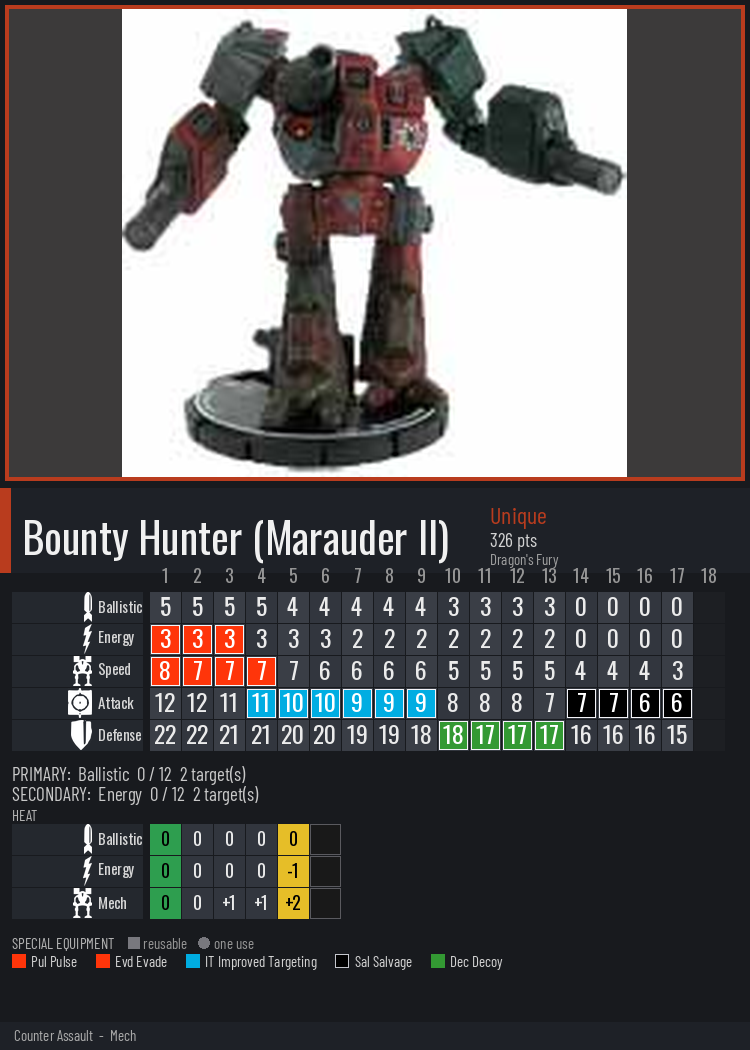 Bounty Hunter (Marauder II)
Unique
326 pts
Dragon's Fury
1 2 3 4 5 6 7 8 9 10 11 12 13 14 15 16 17 18
Ballistic 5 5 5 5 4 4 4 4 4 3 3 3 3 0 0 0 0
Energy 3 3 3 3 3 3 2 2 2 2 2 2 2 0 0 0 0
Speed 8 7 7 7 7 6 6 6 6 5 5 5 5 4 4 4 3
Attack 12 12 11 11 10 10 9 9 9 8 8 8 7 7 7 6 6
Defense 22 22 21 21 20 20 19 19 18 18 17 17 17 16 16 16 15
PRIMARY: Ballistic 0 / 12 2 target(s)
SECONDARY: Energy 0 / 12 2 target(s)
HEAT
Ballistic 0 0 0 0 0
Energy 0 0 0 0 -1
Mech 0 0 +1 +1 +2
SPECIAL EQUIPMENT reusable one use
Pul Pulse Evd Evade IT Improved Targeting Sal Salvage Dec Decoy
Counter Assault - Mech